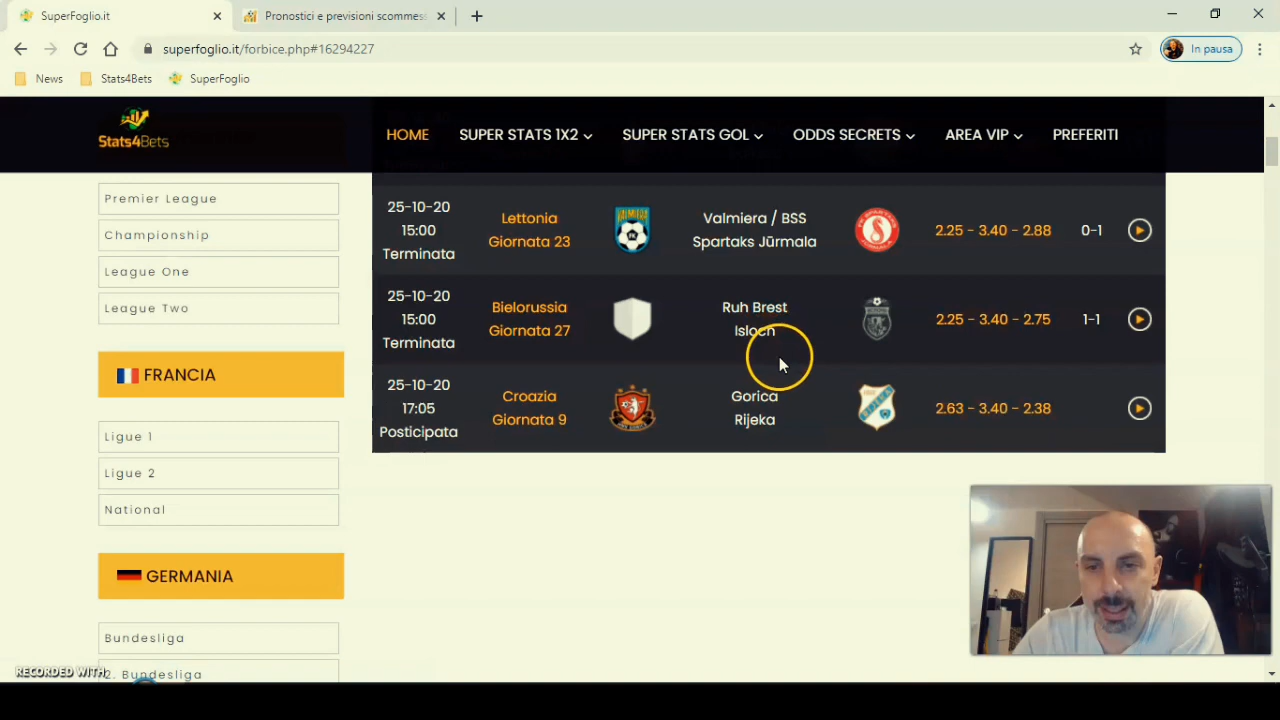 SuperFoglio.it
Pronostici e previsioni scommes
superfoglio.it/forbice.php#16294227
In pausa
News
Stats4Bets
SuperFoglio
Stats4Bets
HOME
SUPER STATS 1X2
SUPER STATS GOL
ODDS SECRETS
AREA VIP
PREFERITI
Premier League
Championship
League One
League Two
FRANCIA
Ligue 1
Ligue 2
National
GERMANIA
Bundesliga
2. Bundesliga
25-10-20
15:00
Terminata
Lettonia
Giornata 23
Valmiera / BSS
Spartaks Jūrmala
2.25 - 3.40 - 2.88
0-1
25-10-20
15:00
Terminata
Bielorussia
Giornata 27
Ruh Brest
Isloch
2.25 - 3.40 - 2.75
1-1
25-10-20
17:05
Posticipata
Croazia
Giornata 9
Gorica
Rijeka
2.63 - 3.40 - 2.38
RECORDED WITH